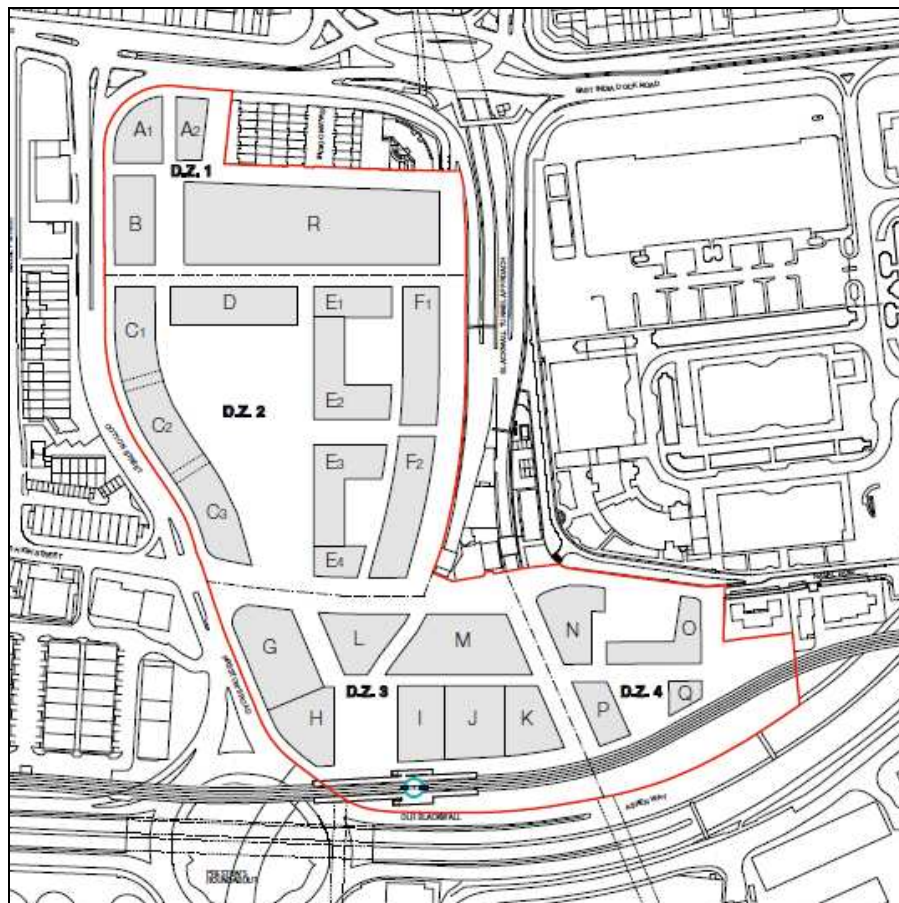 EAST INDIA DOCK ROAD
A1
A2
D.Z. 1
B
R
BLACKWALL TUNNEL APPROACH
D
E1
F1
C1
E2
D.Z. 2
C2
E3
F2
C3
E4
G
L
M
N
O
D.Z. 3
D.Z. 4
H
I
J
K
P
Q
ASPEN WAY
DLR BLACKWALL